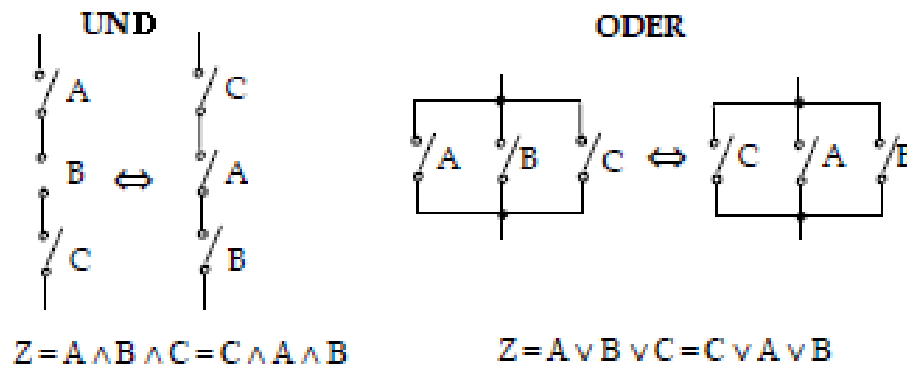 UND
A
B
C
⇔
C
A
B
Z = A ∧ B ∧ C = C ∧ A ∧ B
ODER
A B C ⇔ C A B
Z = A ∨ B ∨ C = C ∨ A ∨ B